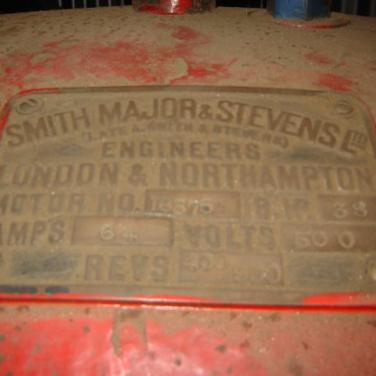 SMITH MAJOR & STEVENS LTD
(LATE A. SMITH & STEVENS)
ENGINEERS
LONDON & NORTHAMPTON
MOTOR NO. B.H.P. 38
AMPS VOLTS 500
REVS